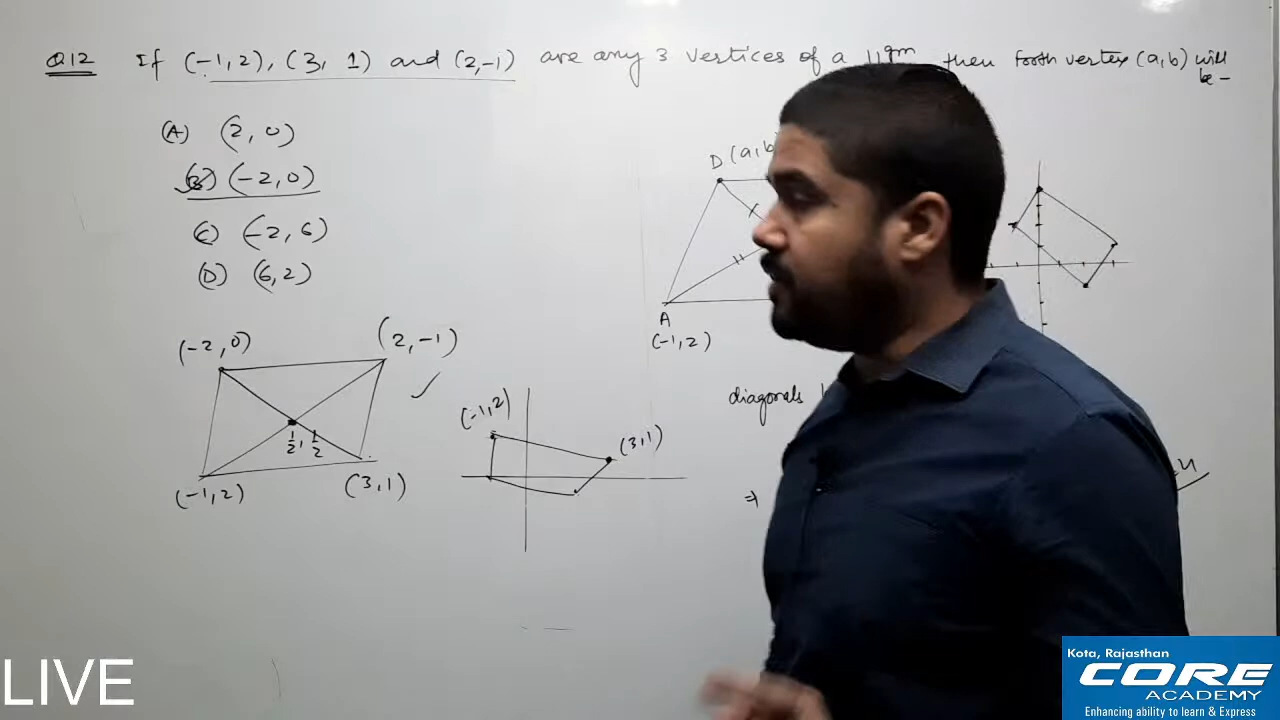 Q12 If (-1,2), (3, 1) and (2,-1) are any 3 vertices of a 11gm then footh vertex (a,b) will be-
(A) (2, 0)
(B) (-2, 0)
(C) (-2, 6)
(D) (6, 2)
D (a,b
A
(-1, 2)
(-2, 0)
(2, -1)
1/2, 1/2
(-1, 2)
(3, 1)
(-1, 2)
(3, 1)
diagonals
⇒
LIVE
Kota, Rajasthan
CORE
ACADEMY
Enhancing ability to learn & Express